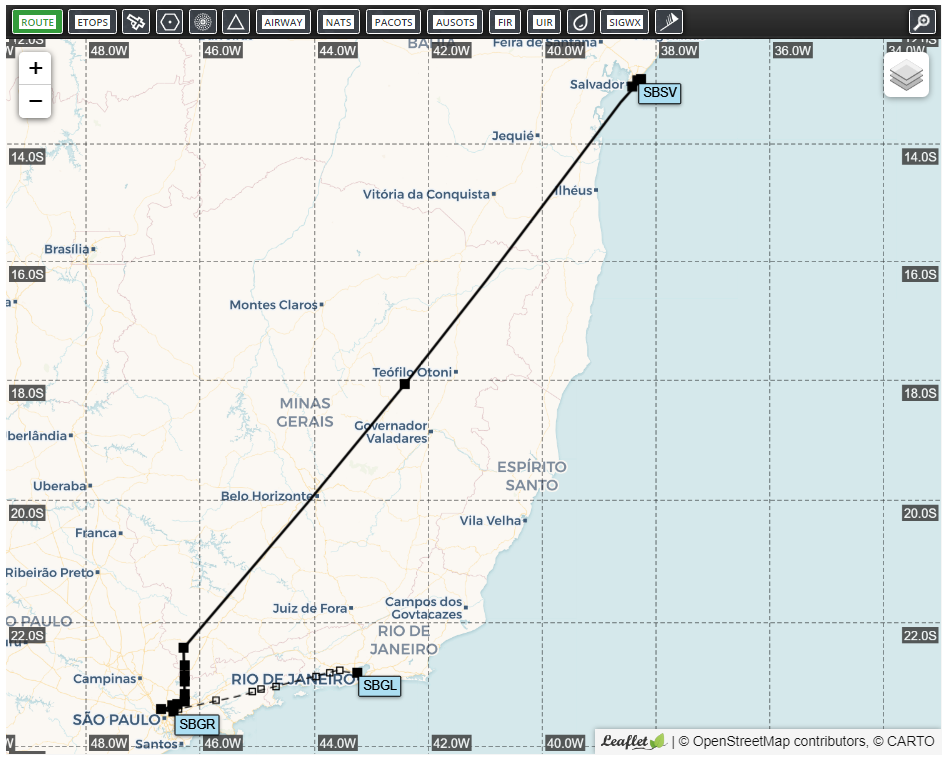 ROUTE ETOPS AIRWAY NATS PACOTS AUSOTS FIR UIR SIGWX
12.0S
W 48.0W 46.0W 44.0W 42.0W 40.0W 38.0W 36.0W 34.0W
BAHIA
Feira de Santana
+
−
Salvador
SBSV
Jequié
14.0S 14.0S
Vitória da Conquista
Ilhéus
Brasília
16.0S 16.0S
Montes Claros
Teófilo Otoni
18.0S 18.0S
MINAS
GERAIS
Governador
Valadares
berlândia
ESPÍRITO
SANTO
Uberaba
Belo Horizonte
20.0S 20.0S
Vila Velha
Franca
Ribeirão Preto
Juiz de Fora
Campos dos
Goytacazes
O PAULO
RIO DE
JANEIRO
22.0S 22.0S
Campinas
RIO DE JANEIRO
SBGL
SÃO PAULO
SBGR
Santos
W 48.0W 46.0W 44.0W 42.0W 40.0W
Leaflet | © OpenStreetMap contributors, © CARTO